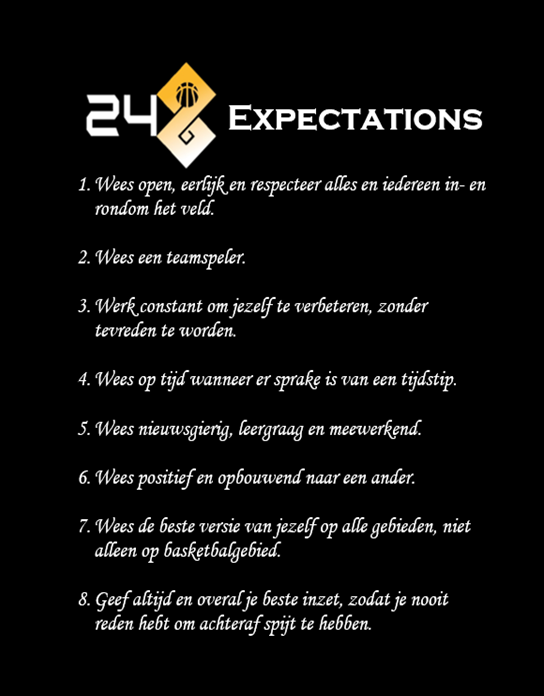 248 EXPECTATIONS
1. Wees open, eerlijk en respecteer alles en iedereen in- en
rondom het veld.
2. Wees een teamspeler.
3. Werk constant om jezelf te verbeteren, zonder
tevreden te worden.
4. Wees op tijd wanneer er sprake is van een tijdstip.
5. Wees nieuwsgierig, leergraag en meewerkend.
6. Wees positief en opbouwend naar een ander.
7. Wees de beste versie van jezelf op alle gebieden, niet
alleen op basketbalgebied.
8. Geef altijd en overal je beste inzet, zodat je nooit
reden hebt om achteraf spijt te hebben.